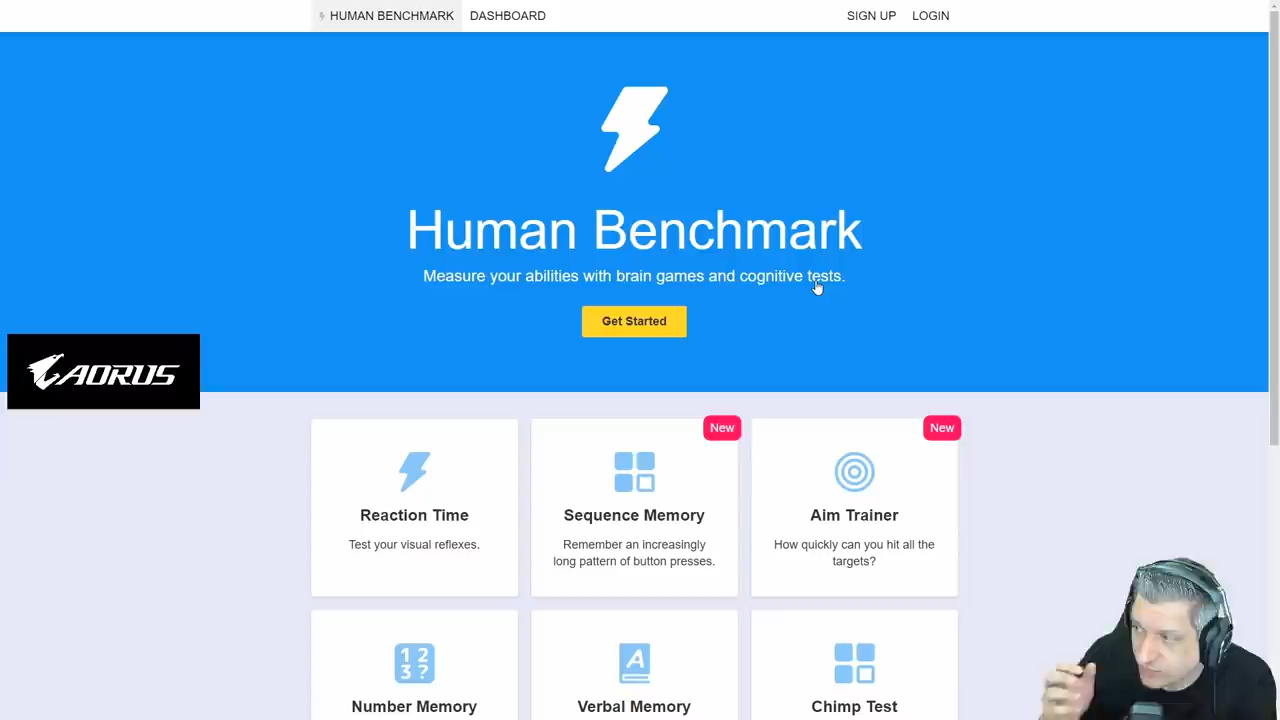 HUMAN BENCHMARK
DASHBOARD
SIGN UP
LOGIN
Human Benchmark
Measure your abilities with brain games and cognitive tests.
Get Started
AORUS
New
New
Reaction Time
Test your visual reflexes.
Sequence Memory
Remember an increasingly
long pattern of button presses.
Aim Trainer
How quickly can you hit all the
targets?
1 2
3 ?
A
Number Memory
Verbal Memory
Chimp Test